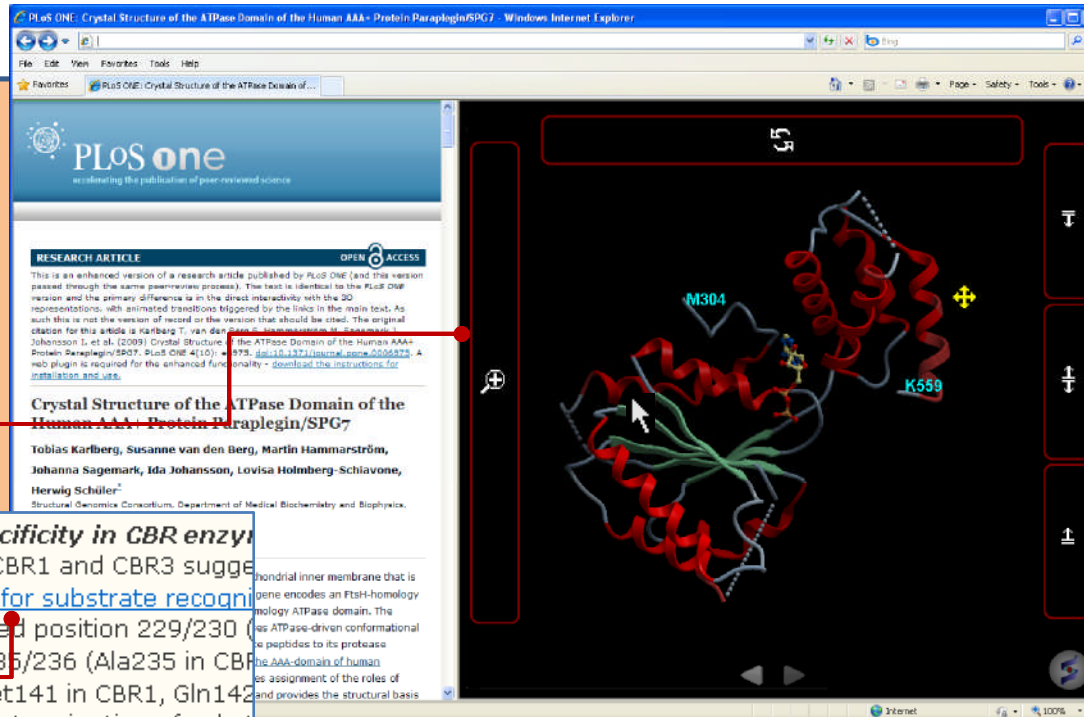 PLoS ONE: Crystal Structure of the ATPase Domain of the Human AAA+ Protein Paraplegin/SPG7 - Windows Internet Explorer
Bing
File Edit View Favorites Tools Help
Favorites PLoS ONE: Crystal Structure of the ATPase Domain of ...
Page Safety Tools
PLoS one
accelerating the publication of peer-reviewed science
RESEARCH ARTICLE OPEN ACCESS
This is an enhanced version of a research article published by PLoS ONE (and this version
passed through the same peer-review process). The text is identical to the PLoS ONE
version and the primary difference is in the direct interactivity with the 3D
representations, with animated transitions triggered by the links in the main text. As
such this is not the version of record or the version that should be cited. The original
citation for this article is Karlberg T, van den Berg S, Hammarström M, Sagemark J,
Johansson I, et al. (2009) Crystal Structure of the ATPase Domain of the Human AAA+
Protein Paraplegin/SPG7. PLoS ONE 4(10): e6975. doi:10.1371/journal.pone.0006975. A
web plugin is required for the enhanced functionality - download the instructions for
installation and use.
Crystal Structure of the ATPase Domain of the
Human AAA+ Protein Paraplegin/SPG7
Tobias Karlberg, Susanne van den Berg, Martin Hammarström,
Johanna Sagemark, Ida Johansson, Lovisa Holmberg-Schiavone,
Herwig Schüler*
Structural Genomics Consortium, Department of Medical Biochemistry and Biophysics,
cificity in CBR enzy
CBR1 and CBR3 sugge
for substrate recogni
ed position 229/230 (
35/236 (Ala235 in CBR
et141 in CBR1, Gln142
hondrial inner membrane that is
gene encodes an FtsH-homology
mology ATPase domain. The
es ATPase-driven conformational
e peptides to its protease
he AAA-domain of human
es assignment of the roles of
and provides the structural basis
M304
K559
Internet 100%